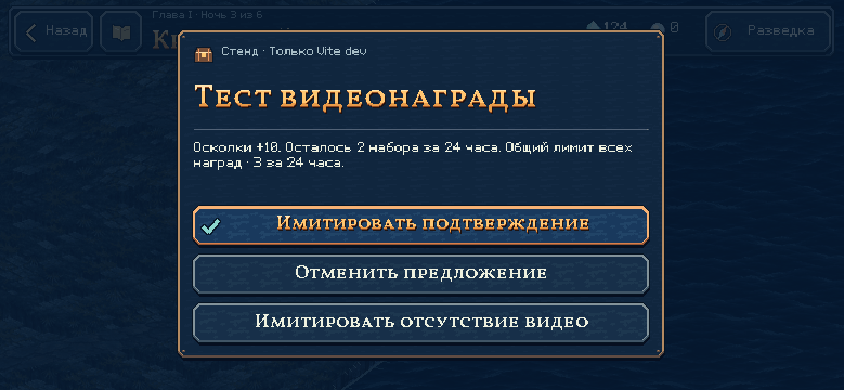 Глава I · Ночь 3 из 6
Назад
124
0
Разведка
Стенд · Только Vite dev
Тест видеонаграды
Осколки +10. Осталось 2 набора за 24 часа. Общий лимит всех
наград · 3 за 24 часа.
Имитировать подтверждение
Отменить предложение
Имитировать отсутствие видео